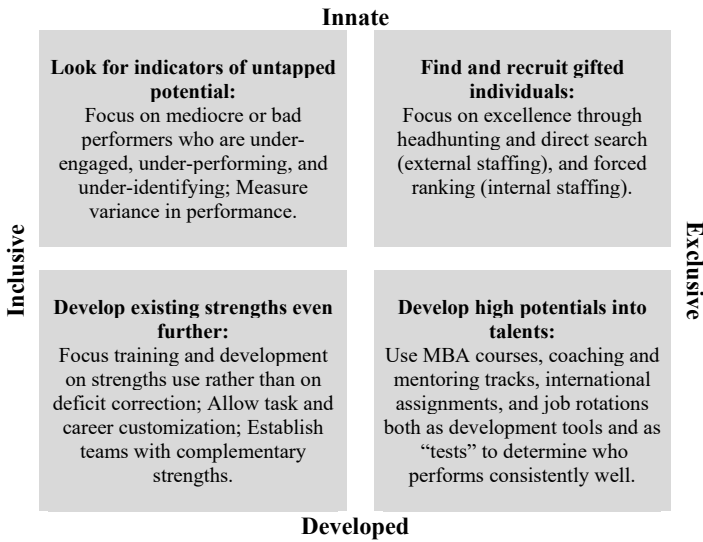 Innate
Look for indicators of untapped
potential:
Focus on mediocre or bad
performers who are under-
engaged, under-performing, and
under-identifying; Measure
variance in performance.
Find and recruit gifted
individuals:
Focus on excellence through
headhunting and direct search
(external staffing), and forced
ranking (internal staffing).
Inclusive
Exclusive
Develop existing strengths even
further:
Focus training and development
on strengths use rather than on
deficit correction; Allow task and
career customization; Establish
teams with complementary
strengths.
Develop high potentials into
talents:
Use MBA courses, coaching and
mentoring tracks, international
assignments, and job rotations
both as development tools and as
“tests” to determine who
performs consistently well.
Developed